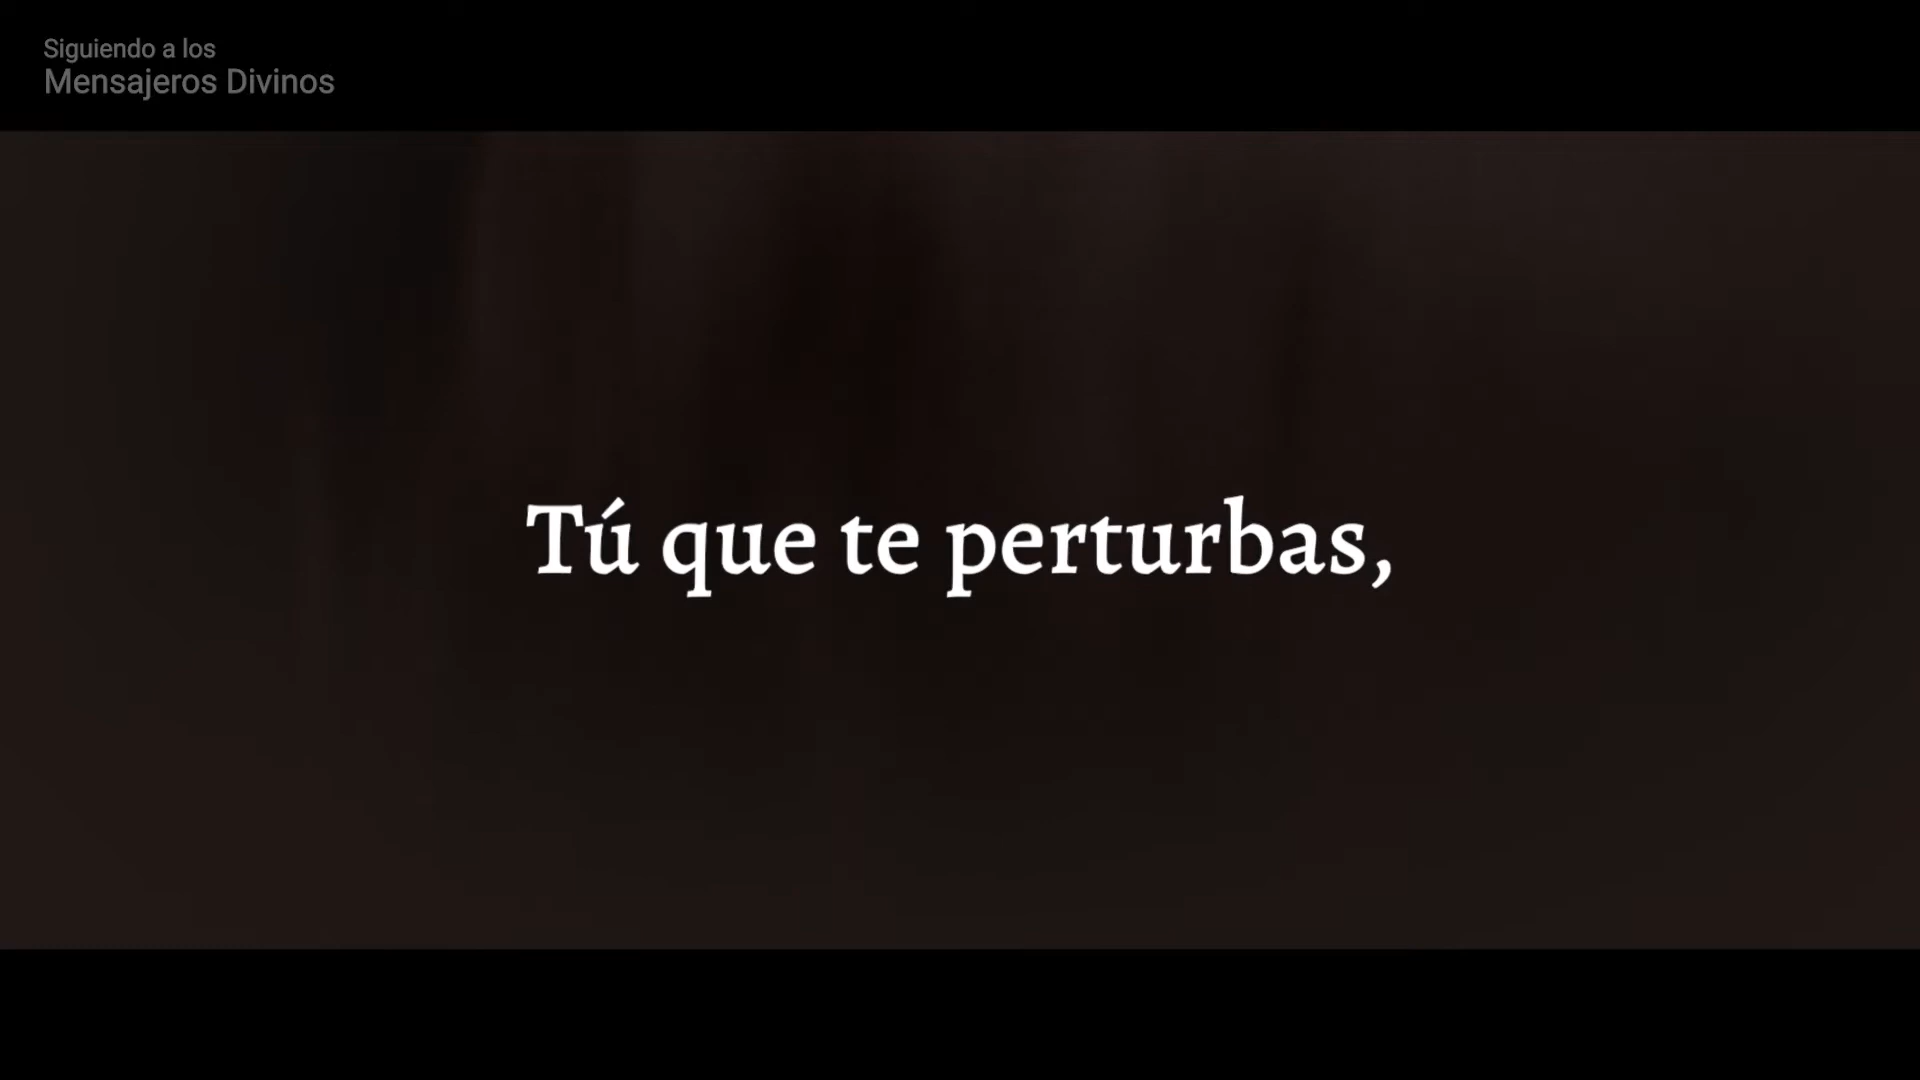 Siguiendo a los
Mensajeros Divinos
Tú que te perturbas,